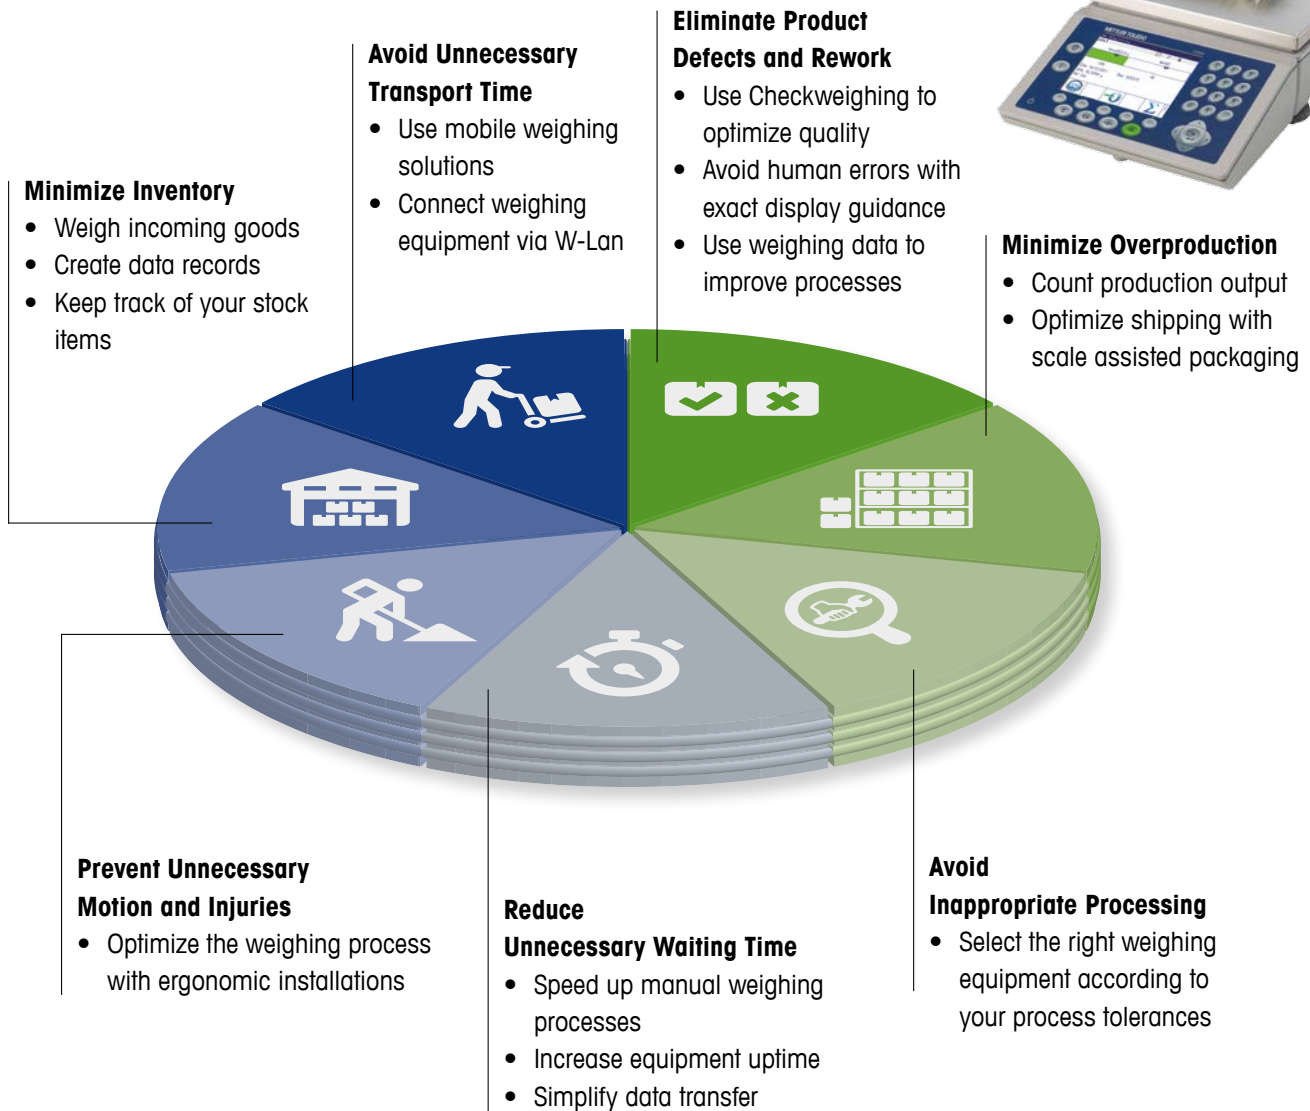 Eliminate Product
Defects and Rework
• Use Checkweighing to
optimize quality
• Avoid human errors with
exact display guidance
• Use weighing data to
improve processes
METTLER TOLEDO
Avoid Unnecessary
Transport Time
• Use mobile weighing
solutions
• Connect weighing
equipment via W-Lan
Minimize Inventory
• Weigh incoming goods
• Create data records
• Keep track of your stock
items
Minimize Overproduction
• Count production output
• Optimize shipping with
scale assisted packaging
Prevent Unnecessary
Motion and Injuries
• Optimize the weighing process
with ergonomic installations
Reduce
Unnecessary Waiting Time
• Speed up manual weighing
processes
• Increase equipment uptime
• Simplify data transfer
Avoid
Inappropriate Processing
• Select the right weighing
equipment according to
your process tolerances